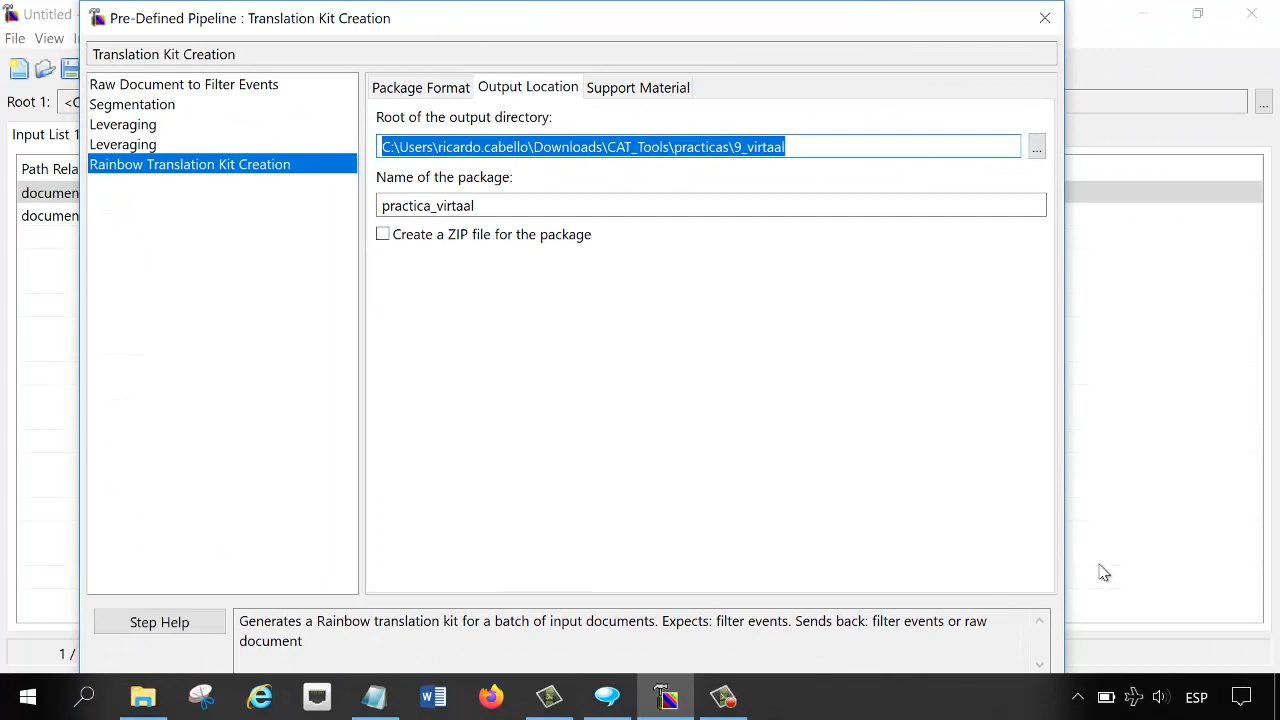 Untitled -
Pre-Defined Pipeline : Translation Kit Creation
File View
Translation Kit Creation
Root 1:
...
Input List 1
Path Rela
documen
documen
Raw Document to Filter Events
Segmentation
Leveraging
Leveraging
Rainbow Translation Kit Creation
Package Format Output Location Support Material
Root of the output directory:
C:\Users\ricardo.cabello\Downloads\CAT_Tools\practicas\9_virtaal
...
Name of the package:
practica_virtaal
Create a ZIP file for the package
Step Help
Generates a Rainbow translation kit for a batch of input documents. Expects: filter events. Sends back: filter events or raw
document
1 /
ESP